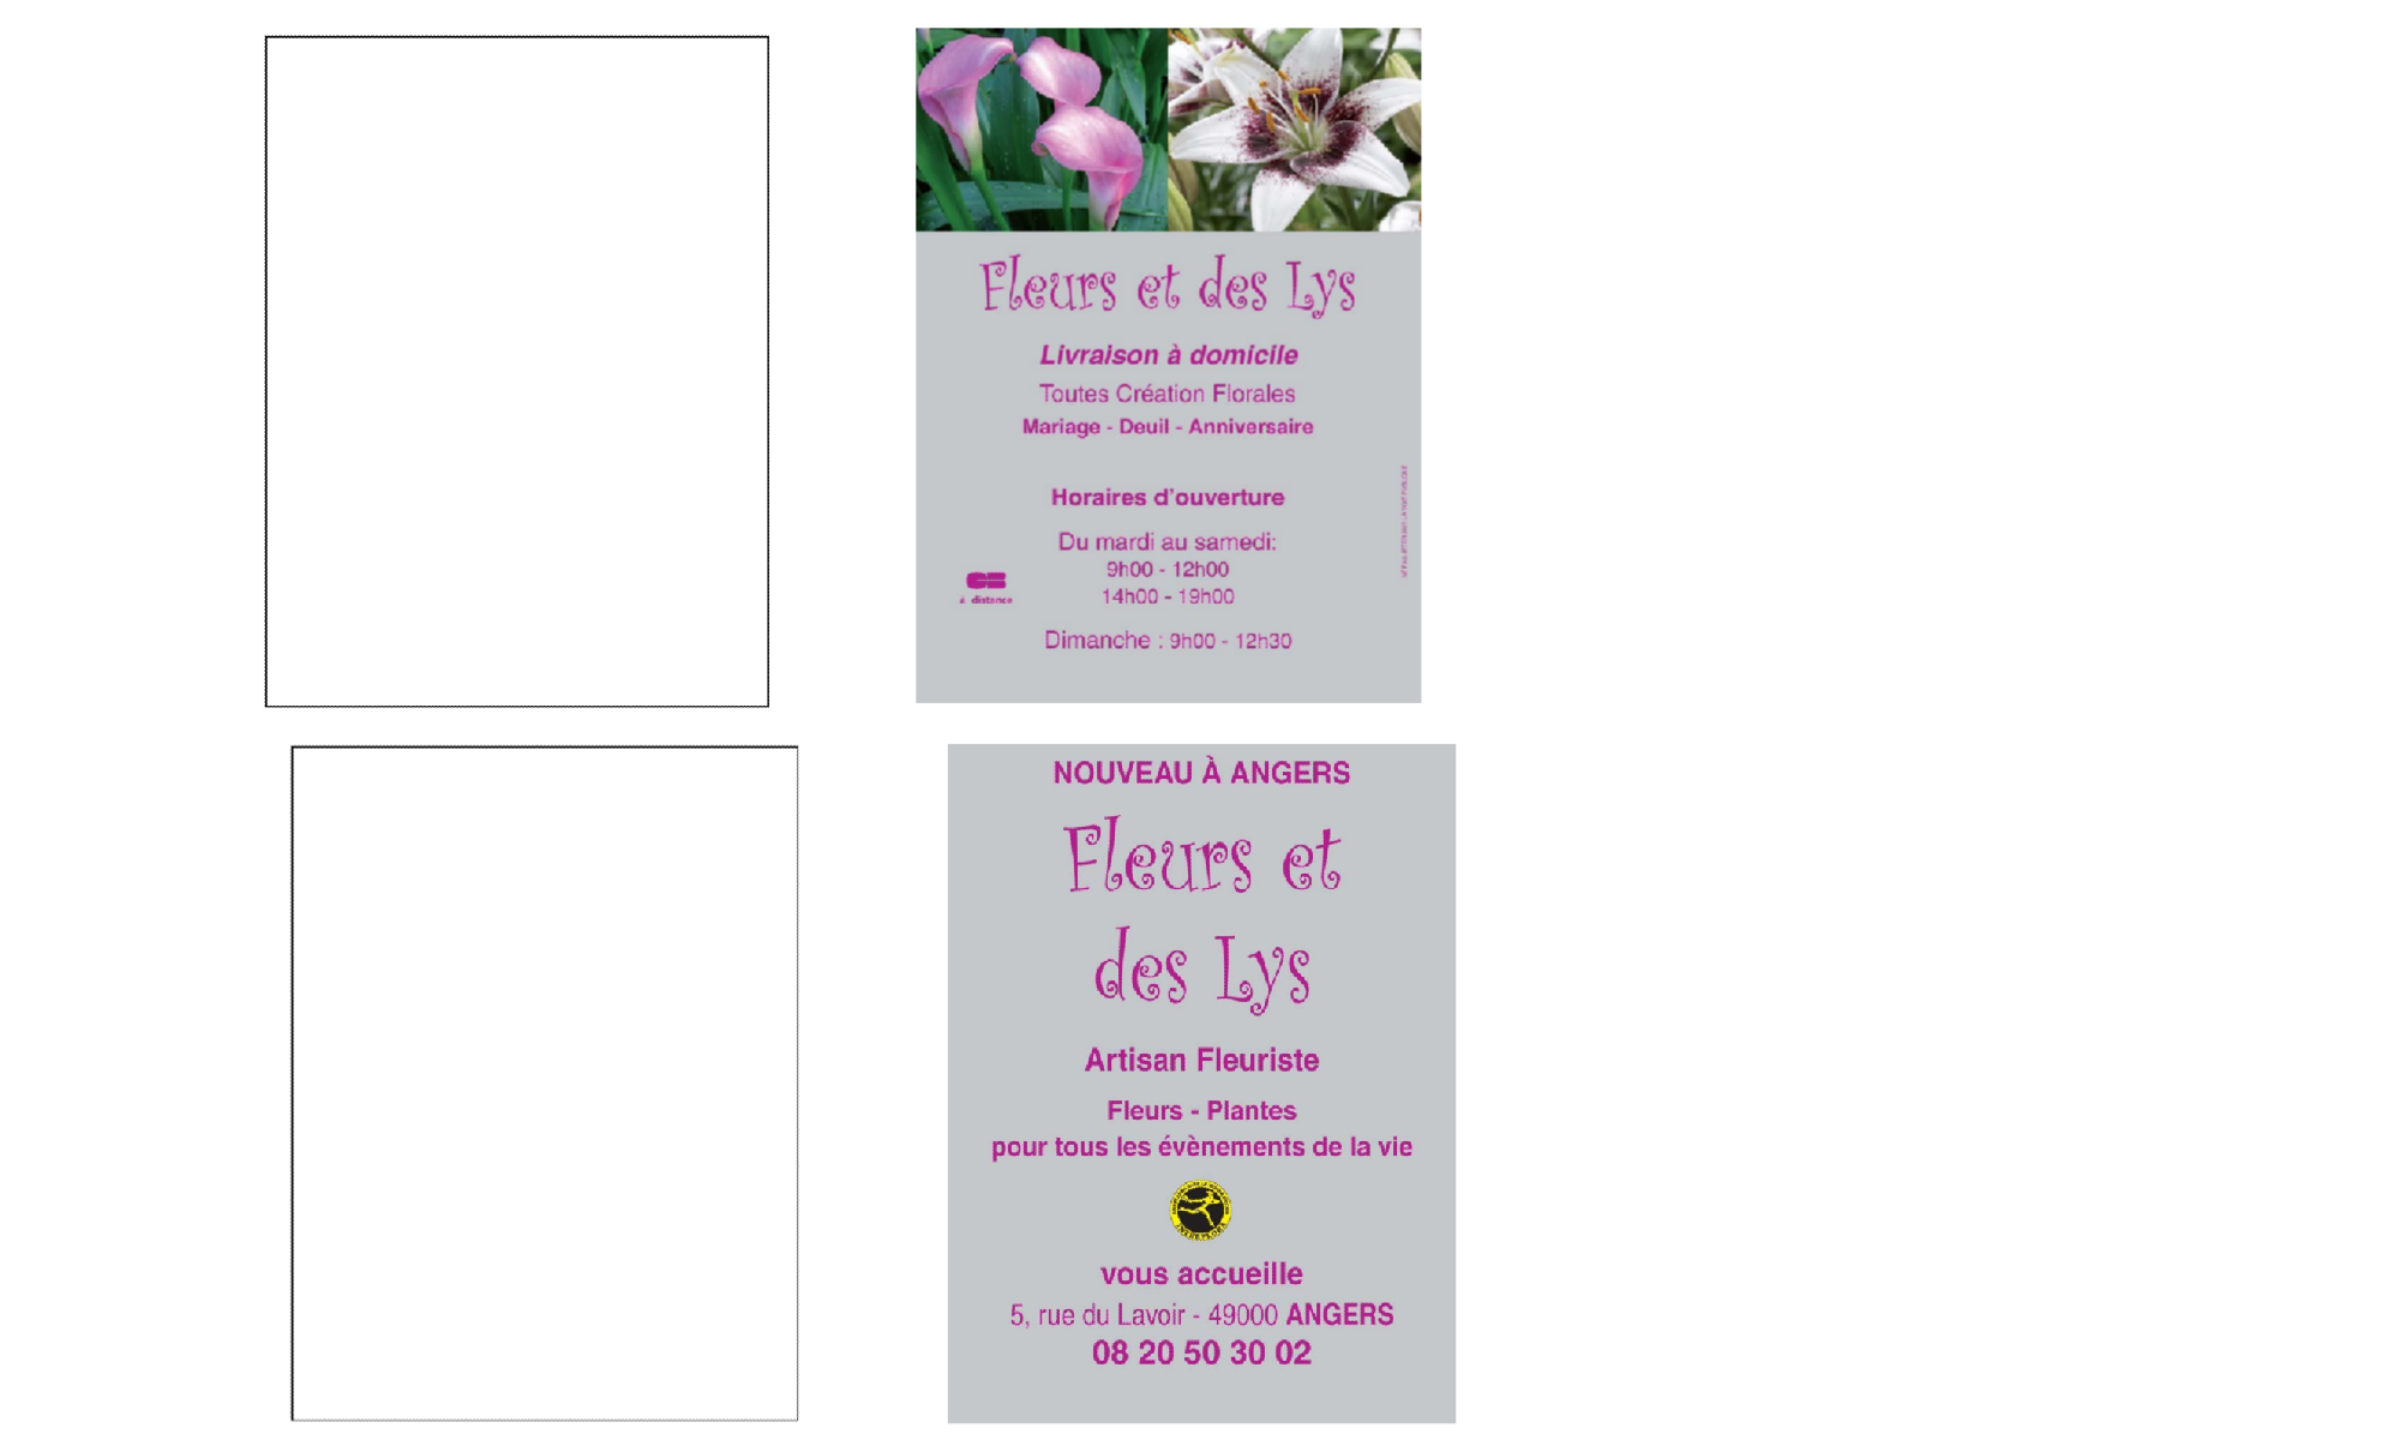 Fleurs et des Lys
Livraison à domicile
Toutes Création Florales
Mariage - Deuil - Anniversaire
Horaires d'ouverture
Du mardi au samedi:
9h00 - 12h00
14h00 - 19h00
CB
à distance
Dimanche : 9h00 - 12h30
NOUVEAU À ANGERS
Fleurs et
des Lys
Artisan Fleuriste
Fleurs - Plantes
pour tous les évènements de la vie
INTERFLORA
vous accueille
5, rue du Lavoir - 49000 ANGERS
08 20 50 30 02